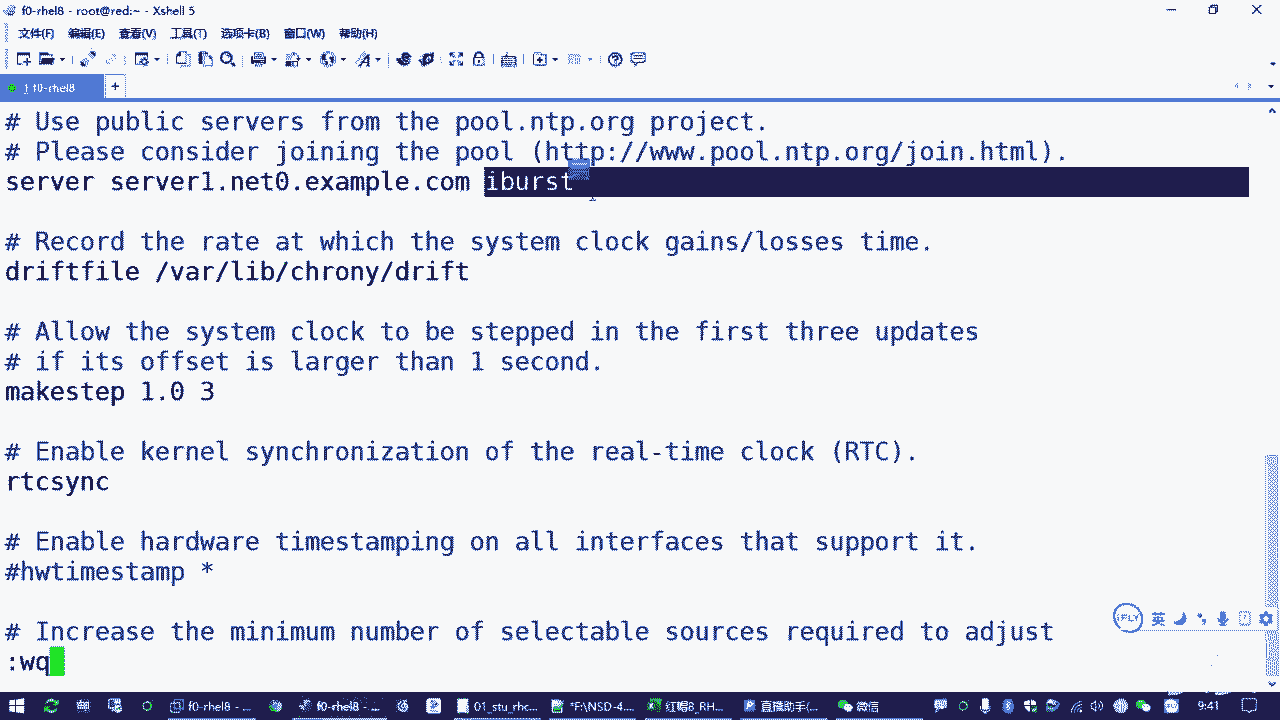 f0-rhel8 - root@red:~ - Xshell 5
文件(F) 编辑(E) 查看(V) 工具(T) 选项卡(B) 窗口(W) 帮助(H)
1 f0-rhel8
# Use public servers from the pool.ntp.org project.
# Please consider joining the pool (http://www.pool.ntp.org/join.html).
server server1.net0.example.com iburst
# Record the rate at which the system clock gains/losses time.
driftfile /var/lib/chrony/drift
# Allow the system clock to be stepped in the first three updates
# if its offset is larger than 1 second.
makestep 1.0 3
# Enable kernel synchronization of the real-time clock (RTC).
rtcsync
# Enable hardware timestamping on all interfaces that support it.
#hwtimestamp *
# Increase the minimum number of selectable sources required to adjust
:wq
iFLY 英
f0-rhel8 - ... f0-rhel8 - ... 01_stu_rhc... *F:\NSD-4... 红帽8_RH... 直播助手(... 微信 9:41